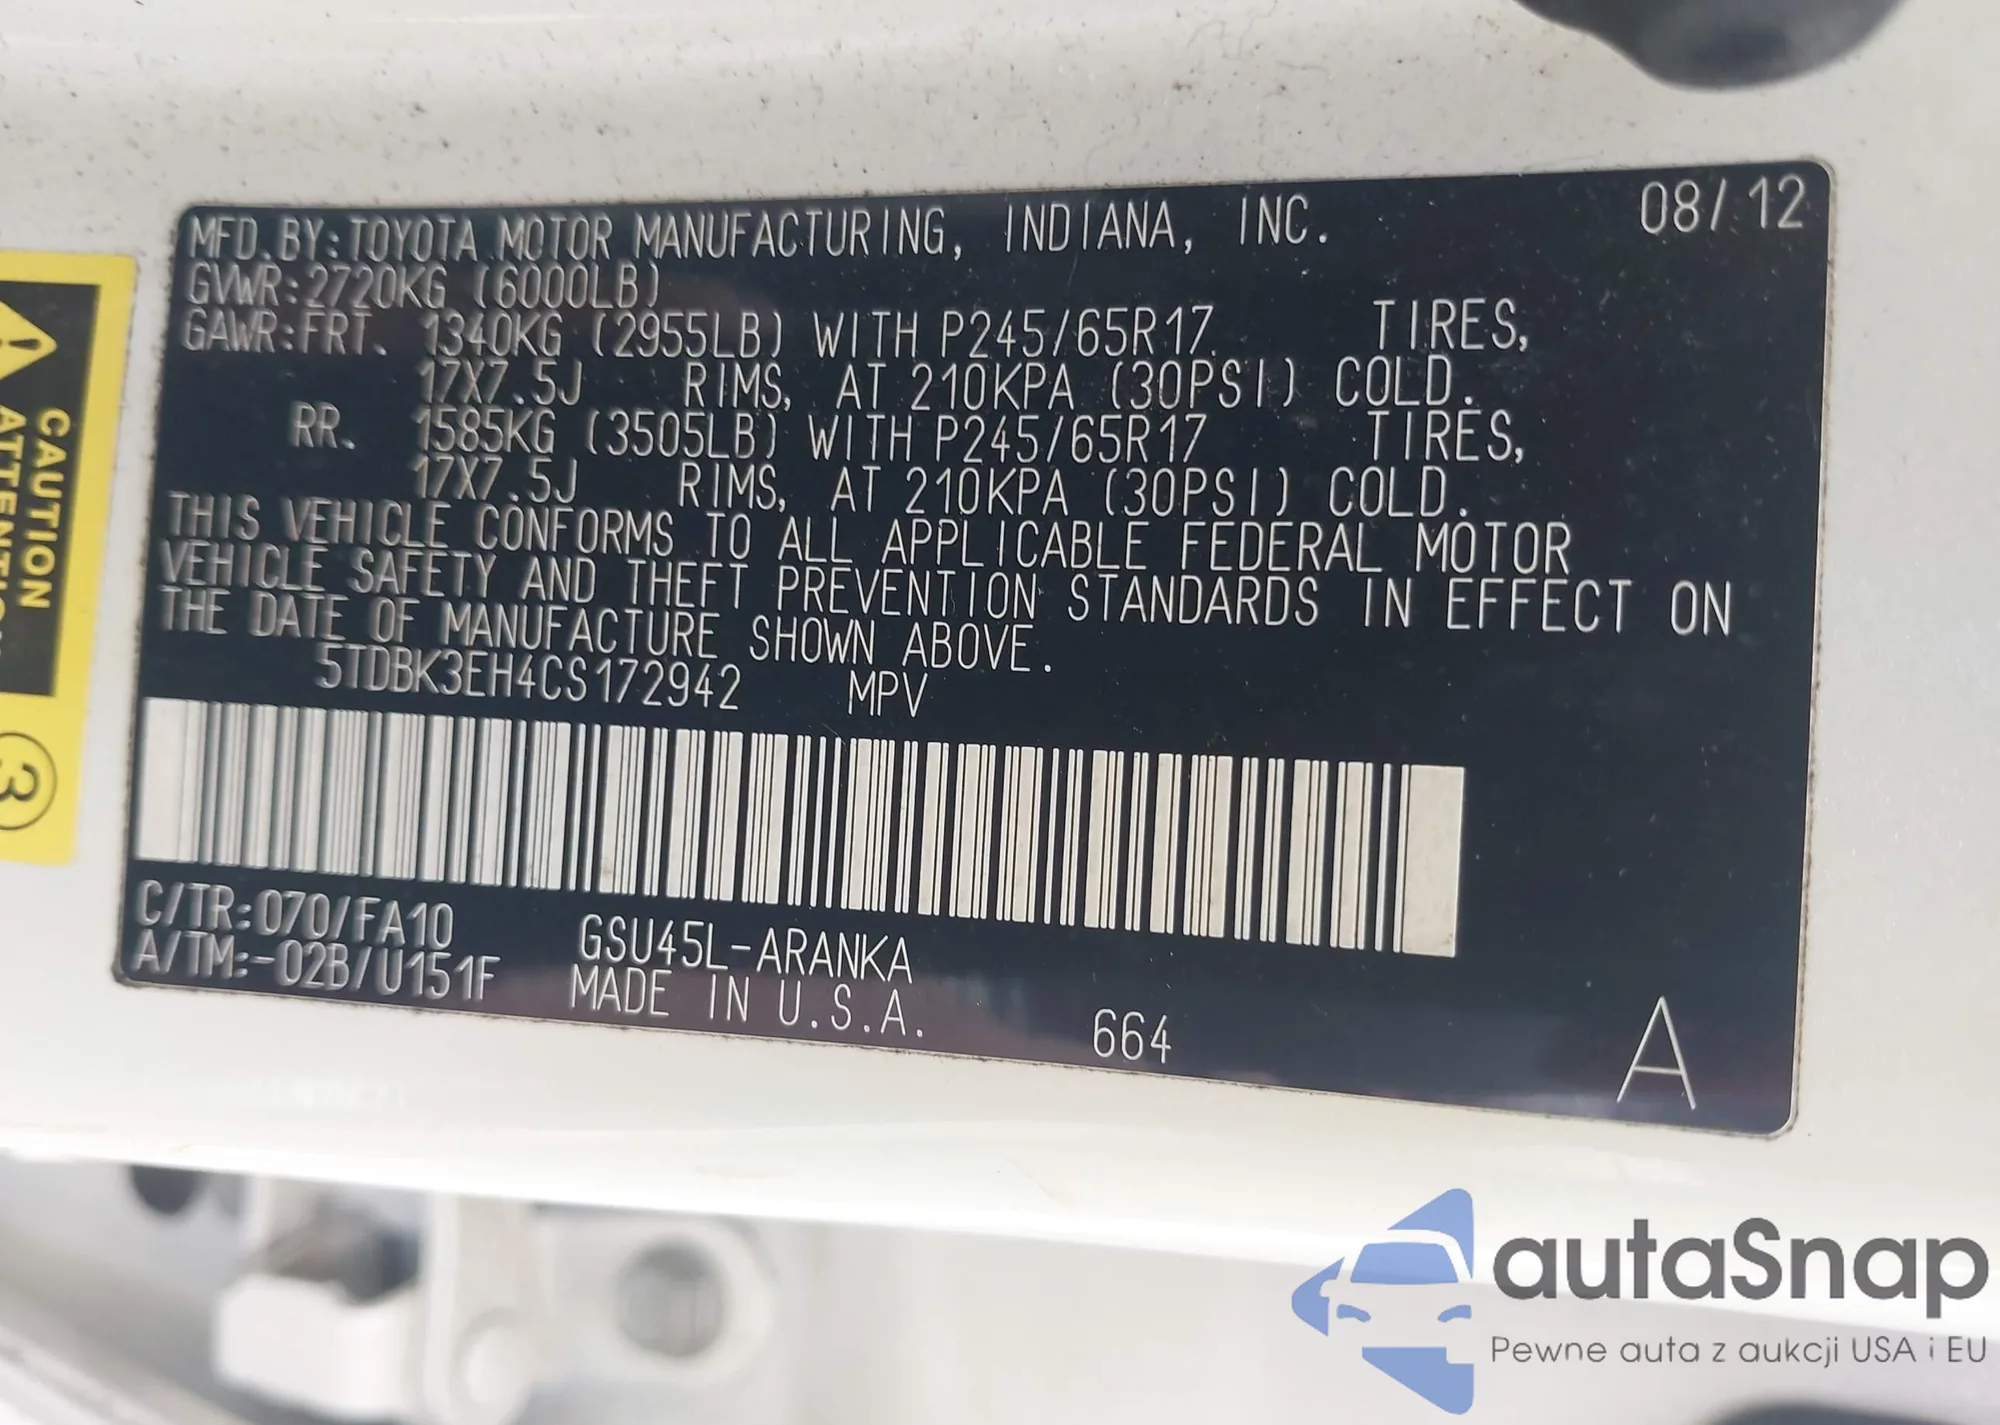 MFD. BY: TOYOTA MOTOR MANUFACTURING, INDIANA, INC. 08/12
GVWR: 2720KG (6000LB)
GAWR: FRT. 1340KG (2955LB) WITH P245/65R17 TIRES,
17X7.5J RIMS, AT 210KPA (30PSI) COLD.
RR. 1585KG (3505LB) WITH P245/65R17 TIRES,
17X7.5J RIMS, AT 210KPA (30PSI) COLD.
THIS VEHICLE CONFORMS TO ALL APPLICABLE FEDERAL MOTOR
VEHICLE SAFETY AND THEFT PREVENTION STANDARDS IN EFFECT ON
THE DATE OF MANUFACTURE SHOWN ABOVE.
5TDBK3EH4CS172942 MPV
C/TR: 070/FA10 GSU45L-ARANKA
A/TM:-02B/U151F MADE IN U.S.A. 664 A
CAUTION
3
autaSnap
Pewne auta z aukcji USA i EU